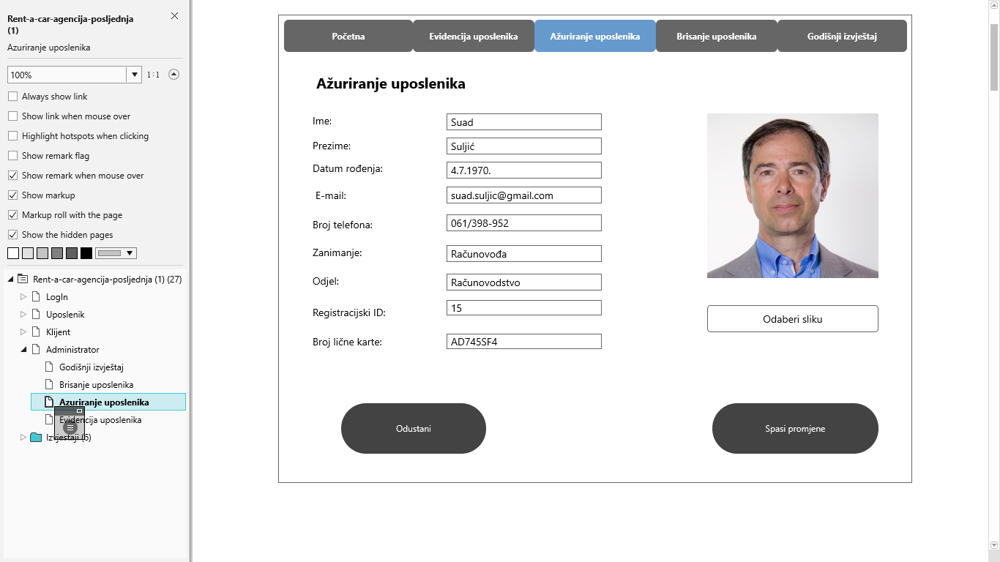 Rent-a-car-agencija-posljednja
(1)
Azuriranje uposlenika
100%
1:1
Always show link
Show link when mouse over
Highlight hotspots when clicking
Show remark flag
Show remark when mouse over
Show markup
Markup roll with the page
Show the hidden pages
Rent-a-car-agencija-posljednja (1) (27)
LogIn
Uposlenik
Klijent
Administrator
Godišnji izvještaj
Brisanje uposlenika
Azuriranje uposlenika
Evidencija uposlenika
Izvjestaji (6)
Početna
Evidencija uposlenika
Ažuriranje uposlenika
Brisanje uposlenika
Godišnji izvještaj
Ažuriranje uposlenika
Ime:
Suad
Prezime:
Suljić
Datum rođenja:
4.7.1970.
E-mail:
suad.suljic@gmail.com
Broj telefona:
061/398-952
Zanimanje:
Računovođa
Odjel:
Računovodstvo
Registracijski ID:
15
Broj lične karte:
AD745SF4
Odaberi sliku
Odustani
Spasi promjene